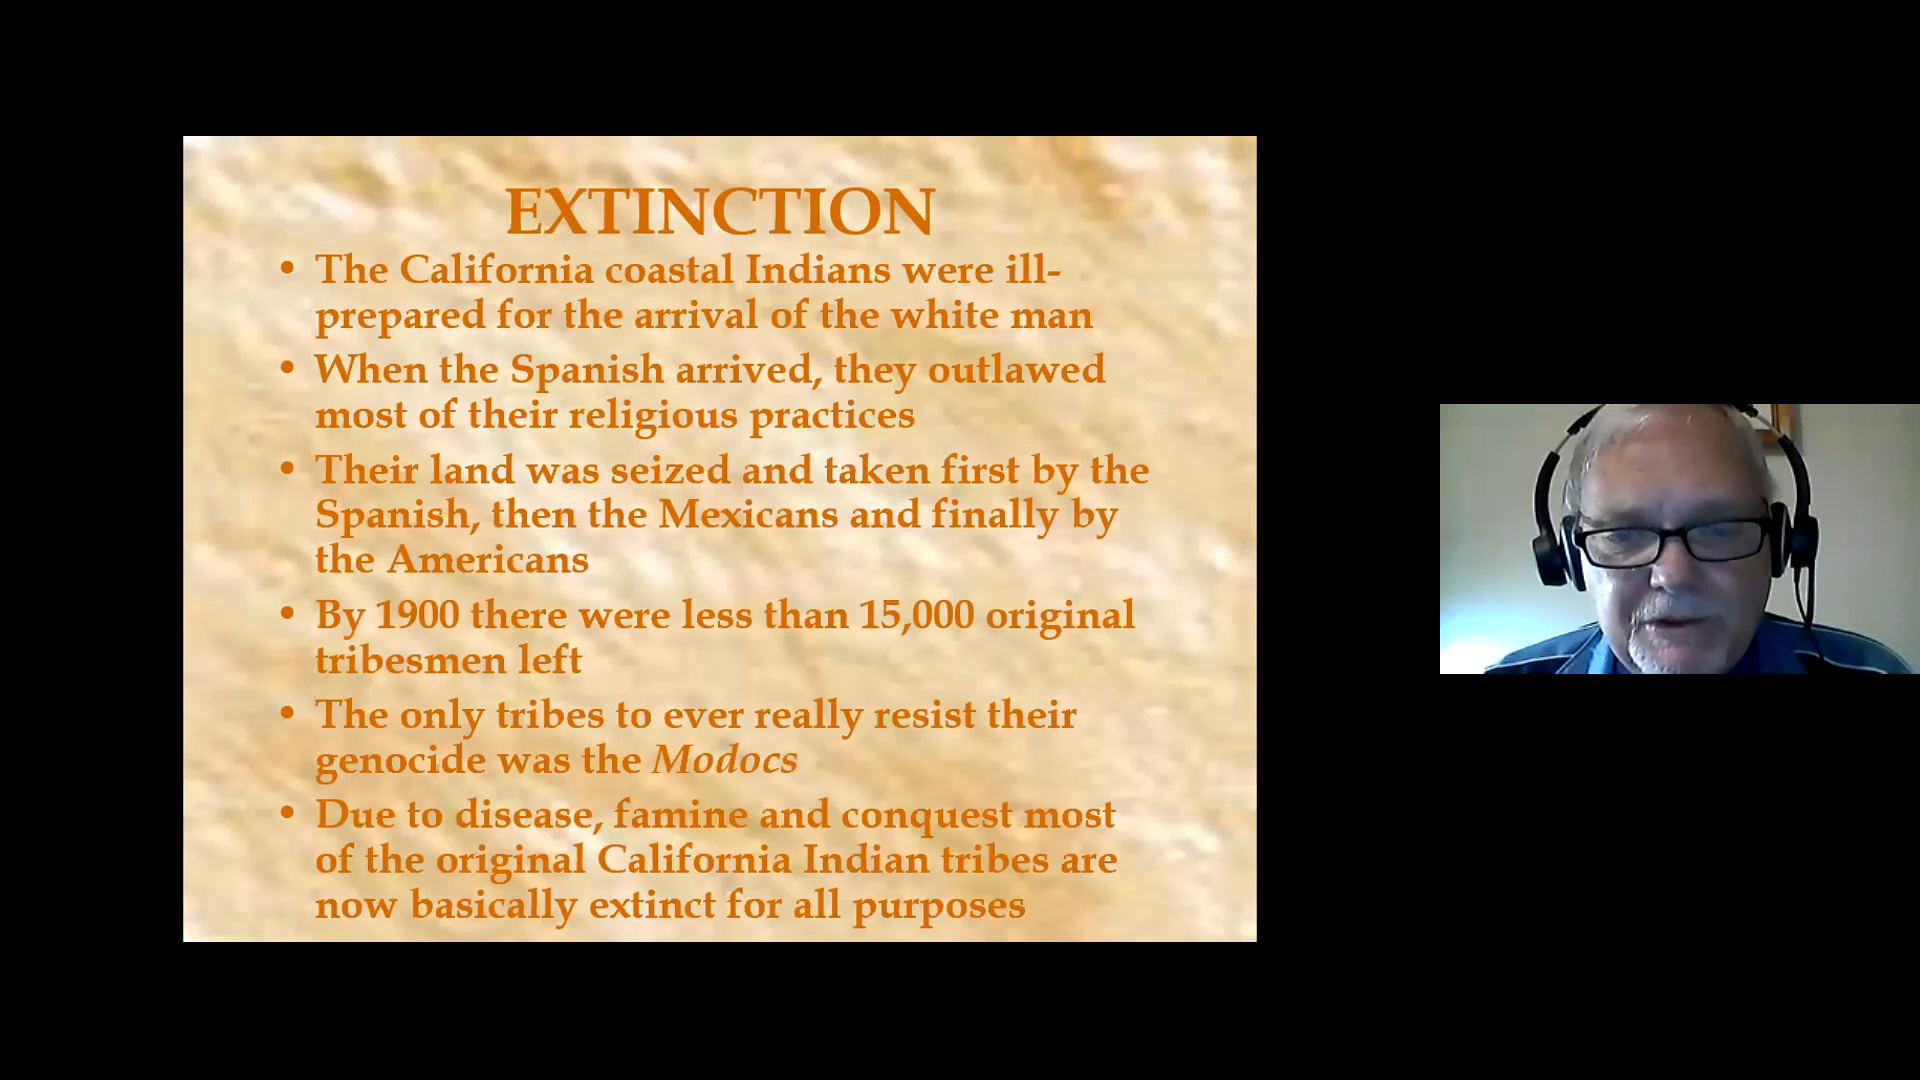 EXTINCTION
• The California coastal Indians were ill-
prepared for the arrival of the white man
• When the Spanish arrived, they outlawed
most of their religious practices
• Their land was seized and taken first by the
Spanish, then the Mexicans and finally by
the Americans
• By 1900 there were less than 15,000 original
tribesmen left
• The only tribes to ever really resist their
genocide was the Modocs
• Due to disease, famine and conquest most
of the original California Indian tribes are
now basically extinct for all purposes